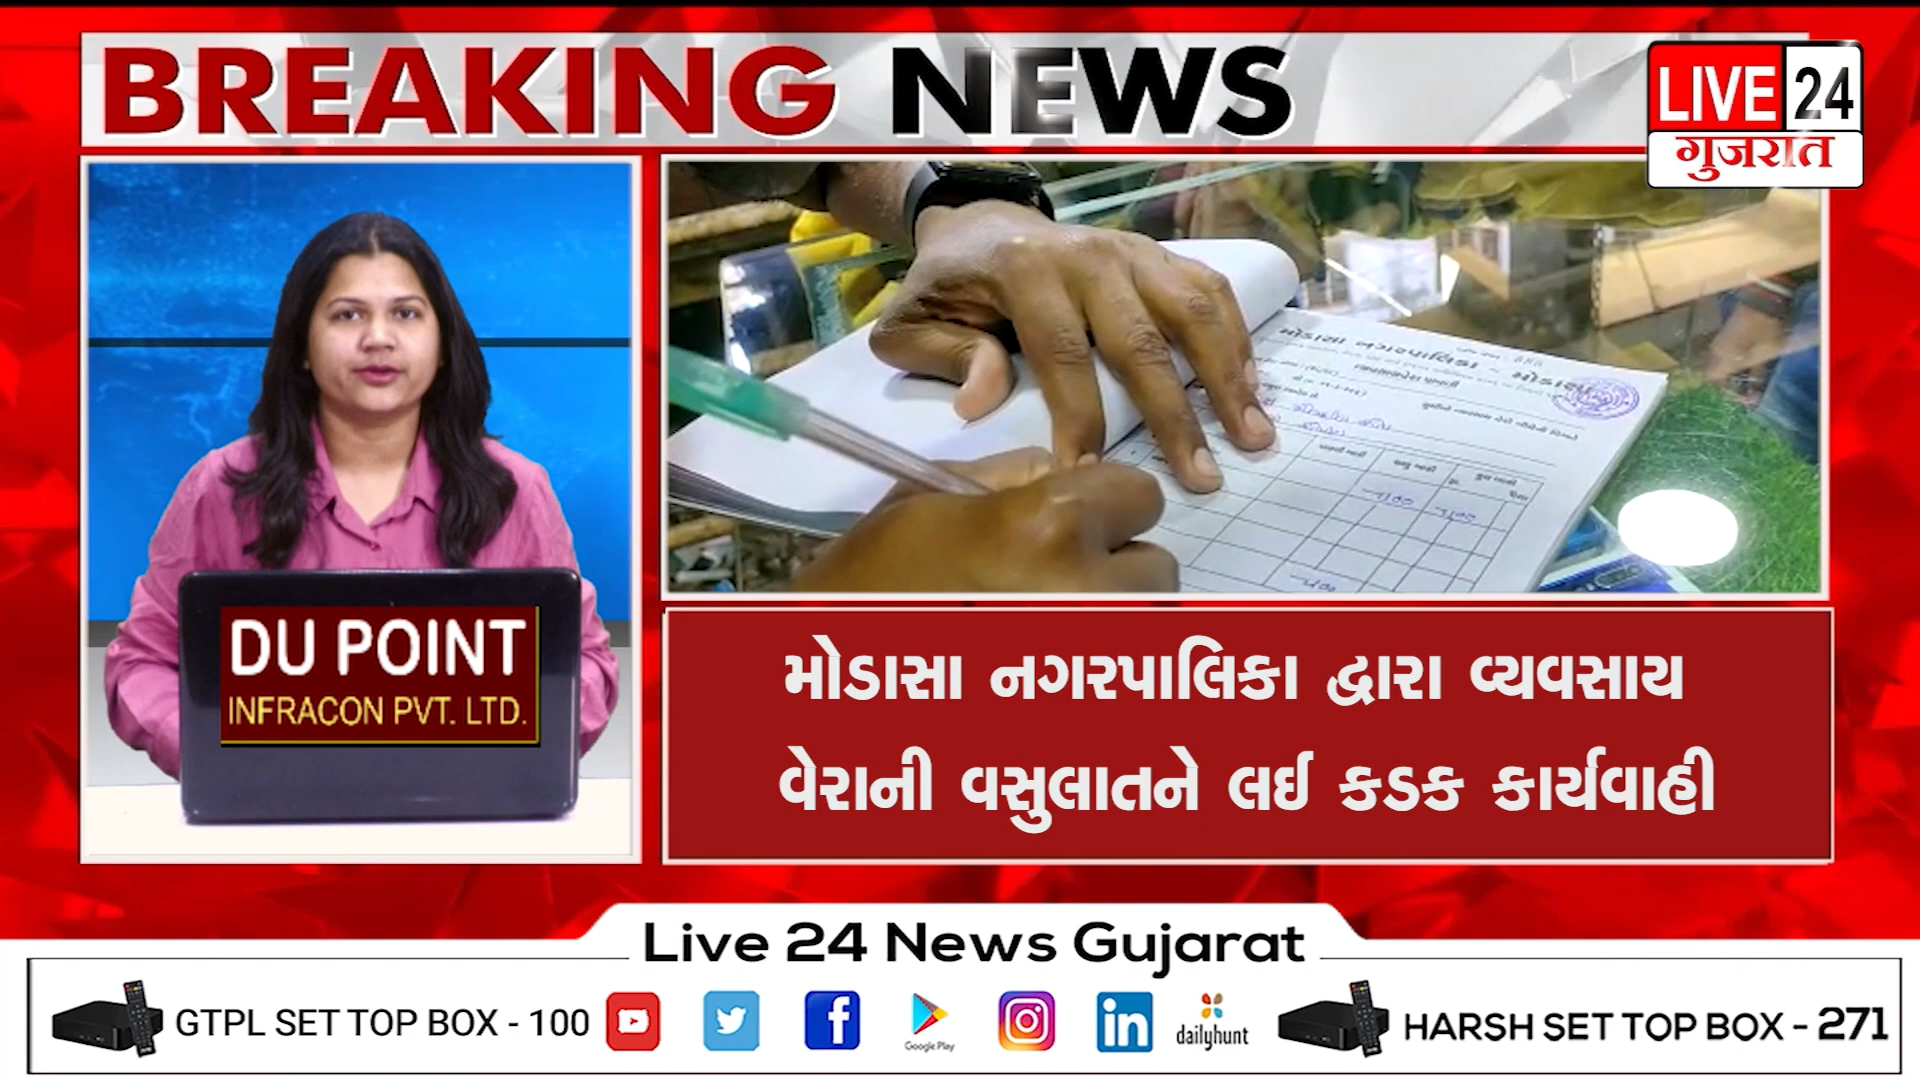 BREAKING NEWS
LIVE 24
गुजरात
મોડાસા નગરપાલિકા - મોડાસા
DU POINT
INFRACON PVT. LTD.
મોડાસા નગરપાલિકા દ્વારા વ્યવસાય
વેરાની વસુલાતને લઈ કડક કાર્યવાહી
Live 24 News Gujarat
GTPL SET TOP BOX - 100
Google Play
dailyhunt
HARSH SET TOP BOX - 271